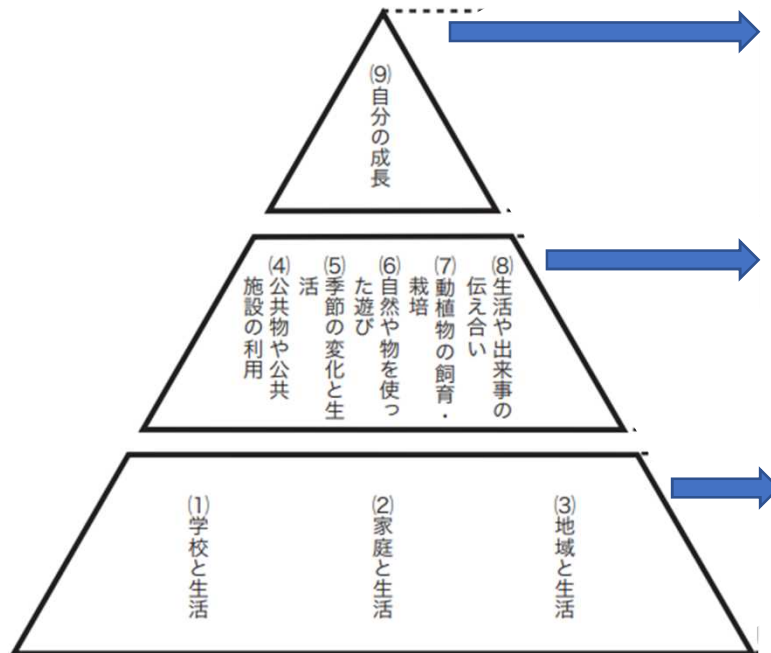 ⑼自分の成長
⑻生活や出来事の
伝え合い
⑺動植物の飼育・
栽培
⑹自然や物を使っ
た遊び
⑸季節の変化と生
活
⑷公共物や公共
施設の利用
⑶地域と生活
⑵家庭と生活
⑴学校と生活